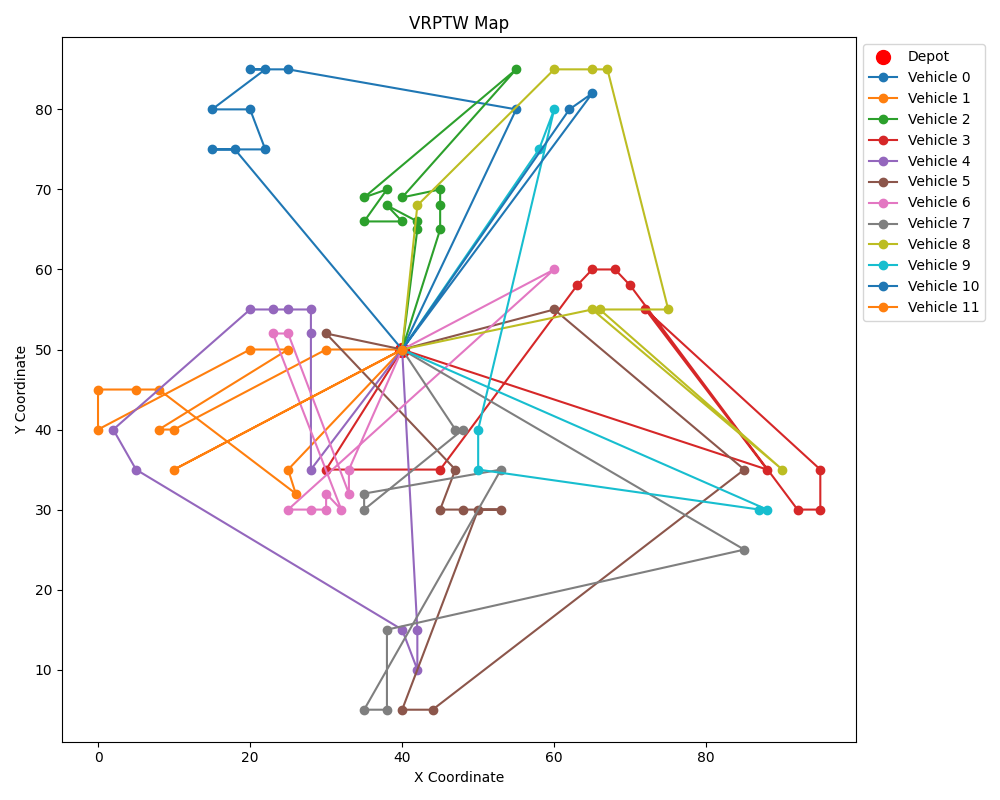 VRPTW Map
Y Coordinate
80
70
60
50
40
30
20
10
0
20
40
60
80
X Coordinate
Depot
Vehicle 0
Vehicle 1
Vehicle 2
Vehicle 3
Vehicle 4
Vehicle 5
Vehicle 6
Vehicle 7
Vehicle 8
Vehicle 9
Vehicle 10
Vehicle 11